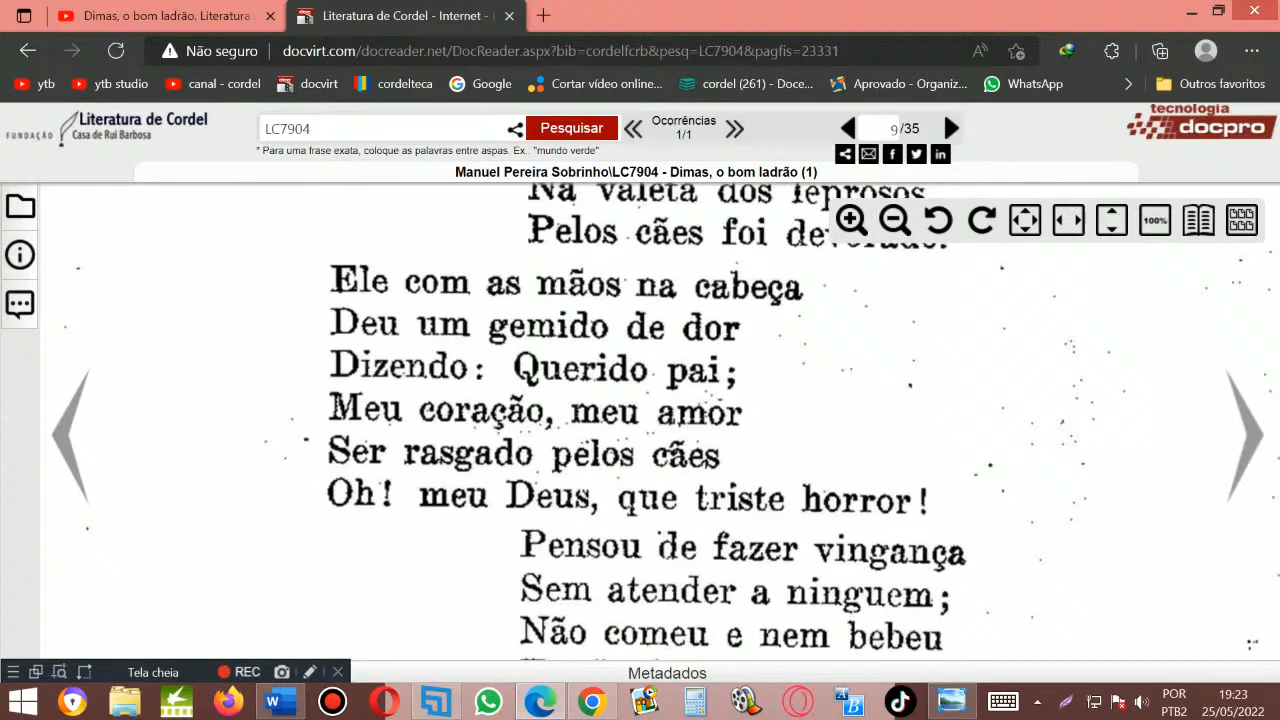 Dimas, o bom ladrão. Literatura
Literatura de Cordel - Internet -
Não seguro
docvirt.com/docreader.net/DocReader.aspx?bib=cordelfcrb&pesq=LC7904&pagfis=23331
ytb
ytb studio
canal - cordel
docvirt
cordelteca
Google
Cortar vídeo online...
cordel (261) - Doce...
Aprovado - Organiz...
WhatsApp
Outros favoritos
FUNDAÇÃO
Literatura de Cordel
Casa de Rui Barbosa
LC7904
Pesquisar
Ocorrências
1/1
9 /35
tecnologia
docpro
* Para uma frase exata, coloque as palavras entre aspas. Ex.. "mundo verde"
Manuel Pereira Sobrinho\LC7904 - Dimas, o bom ladrão (1)
100%
Na valeta dos leprosos
Pelos cães foi devorado.
Ele com as mãos na cabeça
Deu um gemido de dor
Dizendo: Querido pai;
Meu coração, meu amor
Ser rasgado pelos cães
Oh! meu Deus, que triste horror!
Pensou de fazer vingança
Sem atender a ninguem;
Não comeu e nem bebeu
Tela cheia
REC
Metadados
POR
PTB2
19:23
25/05/2022